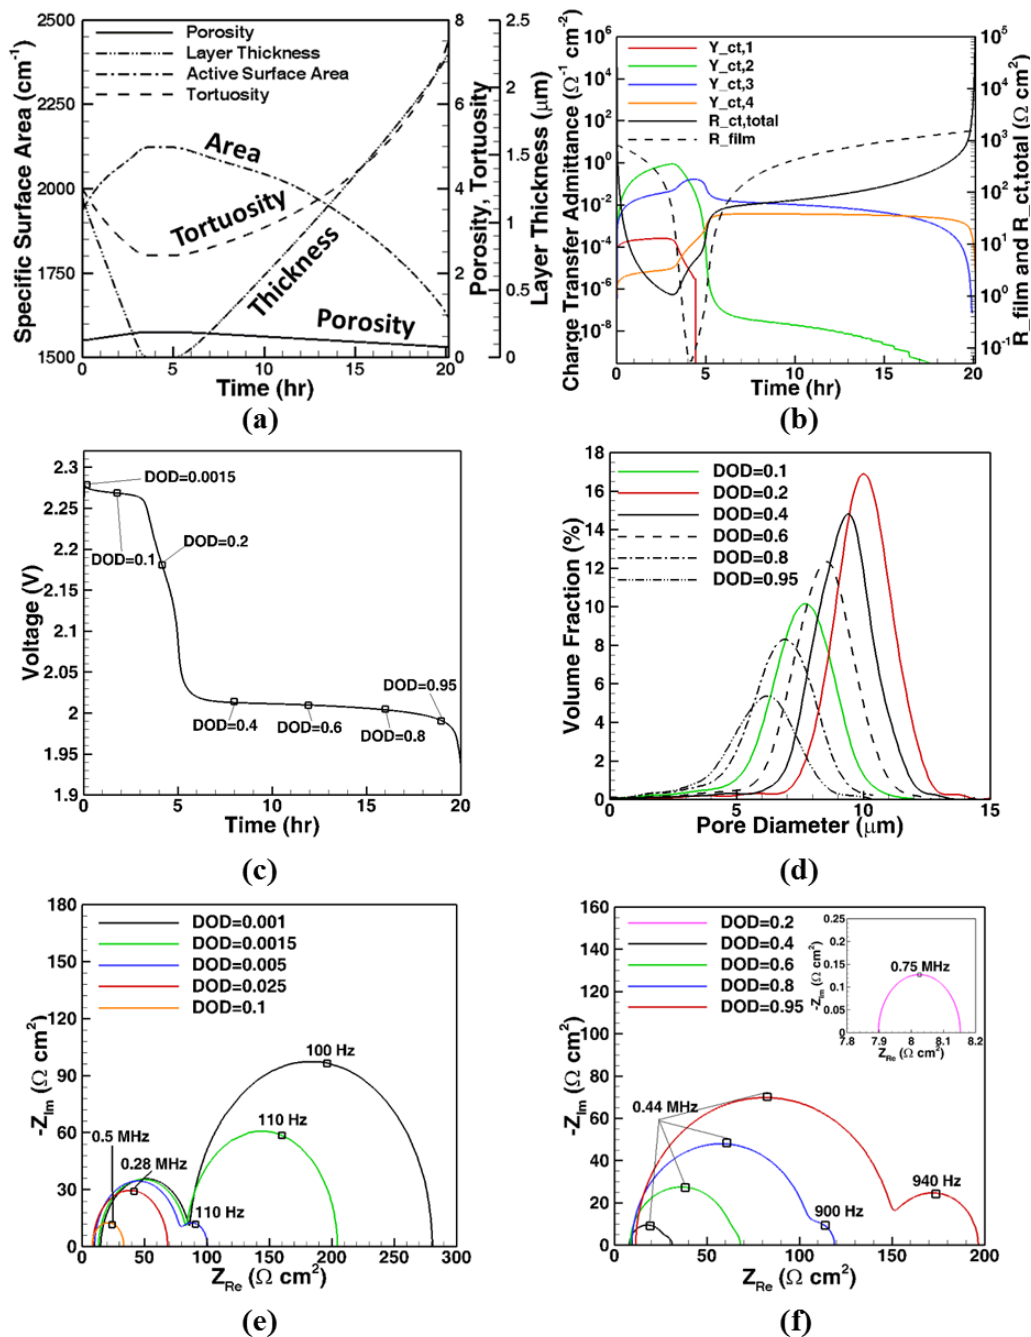 2500
2250
2000
1750
1500
Specific Surface Area (cm⁻¹)
Porosity
Layer Thickness
Active Surface Area
Tortuosity
Area
Tortuosity
Thickness
Porosity
0
5
10
15
20
Time (hr)
8
6
4
2
0
Porosity, Tortuosity
2.5
2
1.5
1
0.5
0
Layer Thickness (μm)
(a)
10⁶
10⁴
10²
10⁰
10⁻²
10⁻⁴
10⁻⁶
10⁻⁸
Charge Transfer Admittance (Ω⁻¹ cm⁻²)
Y_ct,1
Y_ct,2
Y_ct,3
Y_ct,4
R_ct,total
R_film
0
5
10
15
20
Time (hr)
10⁵
10⁴
10³
10²
10¹
10⁰
10⁻¹
R_film and R_ct,total (Ω cm²)
(b)
2.3
2.25
2.2
2.15
2.1
2.05
2
1.95
1.9
Voltage (V)
DOD=0.0015
DOD=0.1
DOD=0.2
DOD=0.4
DOD=0.6
DOD=0.8
DOD=0.95
0
5
10
15
20
Time (hr)
(c)
18
16
14
12
10
8
6
4
2
0
Volume Fraction (%)
DOD=0.1
DOD=0.2
DOD=0.4
DOD=0.6
DOD=0.8
DOD=0.95
0
5
10
15
Pore Diameter (μm)
(d)
180
150
120
90
60
30
0
-Z_Im (Ω cm²)
DOD=0.001
DOD=0.0015
DOD=0.005
DOD=0.025
DOD=0.1
100 Hz
110 Hz
0.5 MHz
0.28 MHz
110 Hz
0
50
100
150
200
250
300
Z_Re (Ω cm²)
(e)
160
140
120
100
80
60
40
20
0
-Z_Im (Ω cm²)
DOD=0.2
DOD=0.4
DOD=0.6
DOD=0.8
DOD=0.95
0.25
0.2
0.15
0.1
0.05
0
-Z_Im (Ω cm²)
0.75 MHz
7.8
7.9
8
8.1
8.2
Z_Re (Ω cm²)
0.44 MHz
940 Hz
900 Hz
0
50
100
150
200
Z_Re (Ω cm²)
(f)